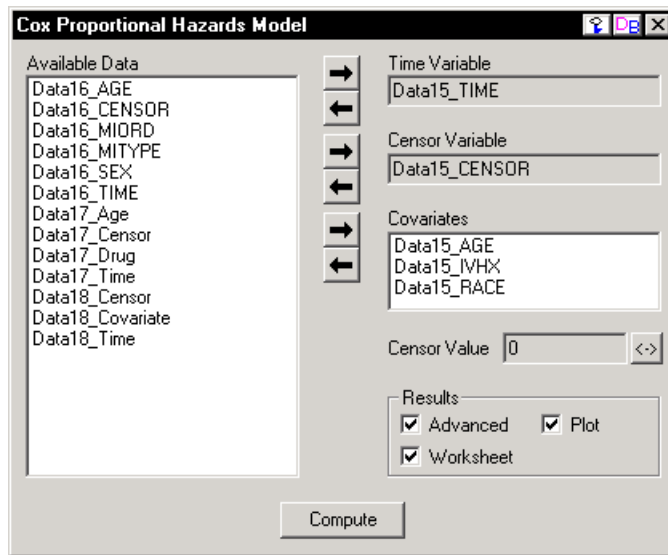 Cox Proportional Hazards Model
Available Data
Data16_AGE
Data16_CENSOR
Data16_MIORD
Data16_MITYPE
Data16_SEX
Data16_TIME
Data17_Age
Data17_Censor
Data17_Drug
Data17_Time
Data18_Censor
Data18_Covariate
Data18_Time
Time Variable
Data15_TIME
Censor Variable
Data15_CENSOR
Covariates
Data15_AGE
Data15_IVHX
Data15_RACE
Censor Value 0 <->
Results
Advanced Plot
Worksheet
Compute